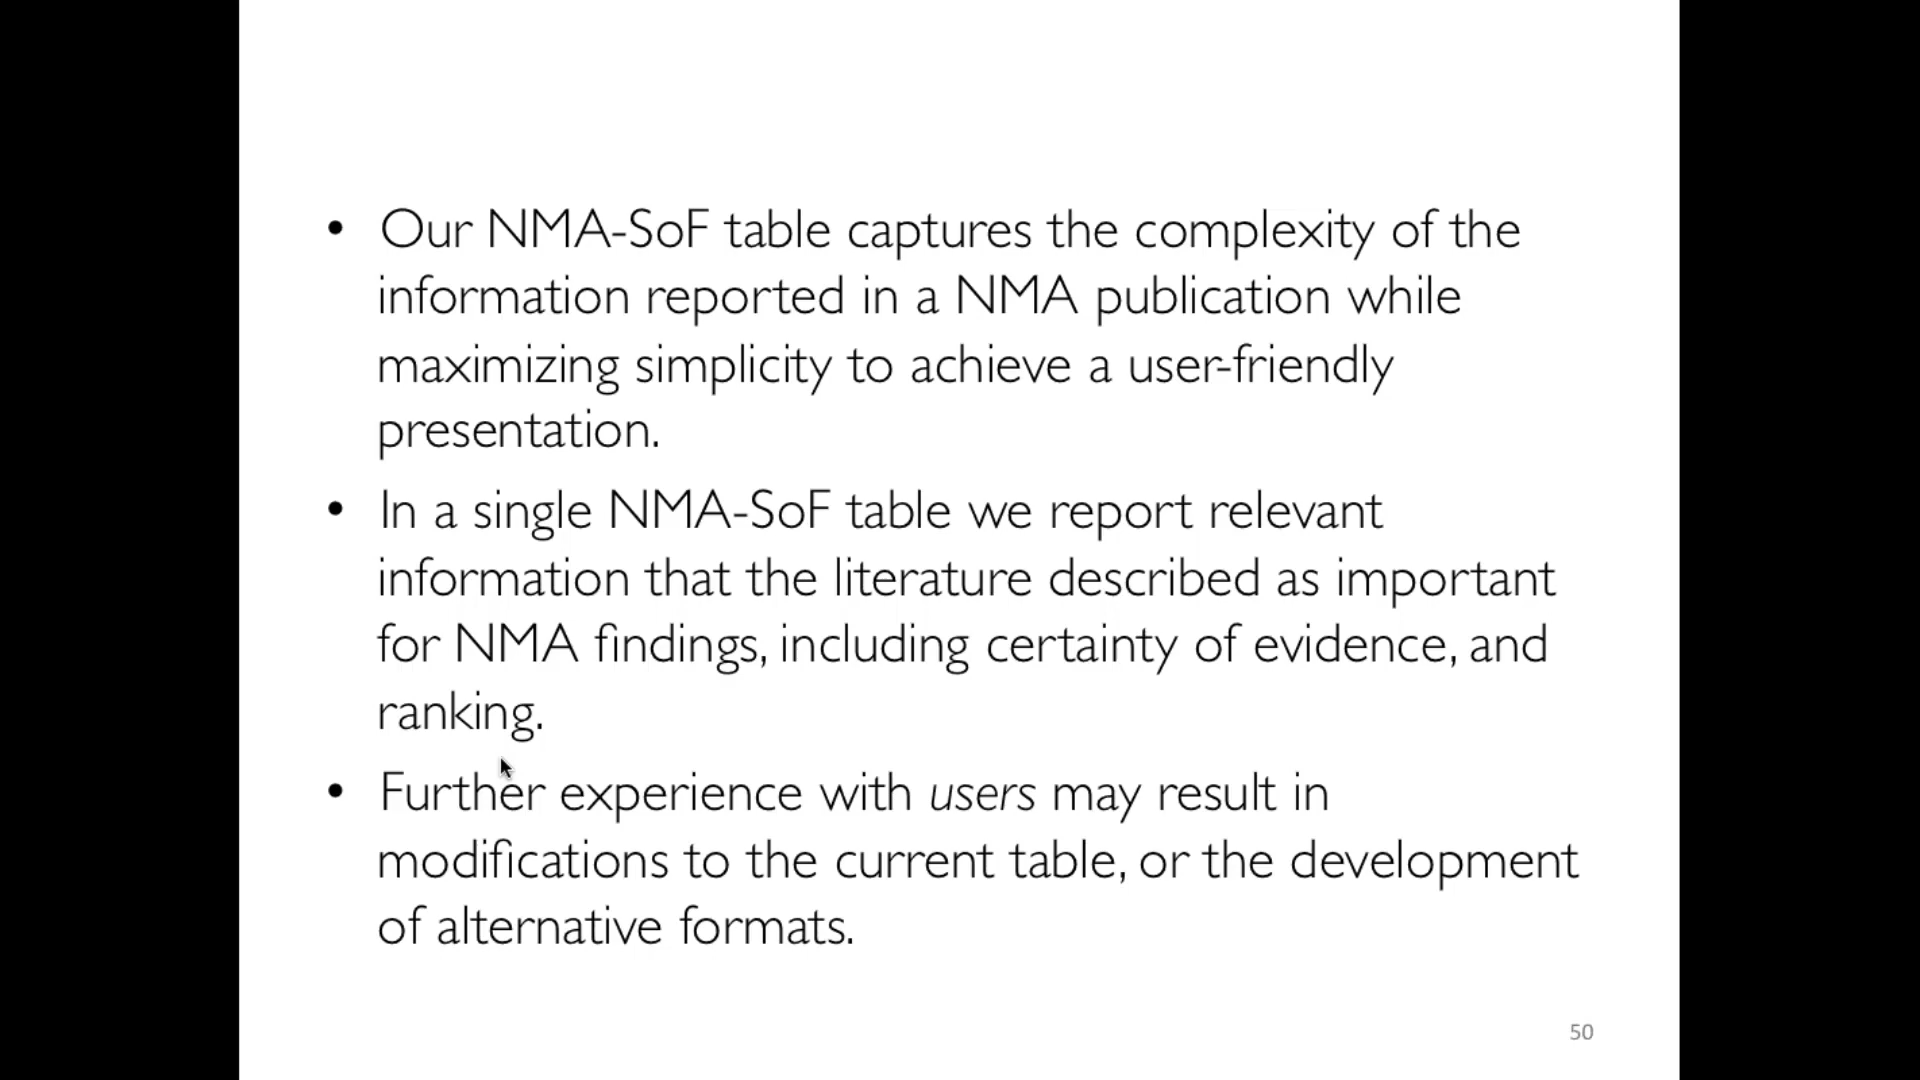 • Our NMA-SoF table captures the complexity of the
information reported in a NMA publication while
maximizing simplicity to achieve a user-friendly
presentation.
• In a single NMA-SoF table we report relevant
information that the literature described as important
for NMA findings, including certainty of evidence, and
ranking.
• Further experience with users may result in
modifications to the current table, or the development
of alternative formats.
50